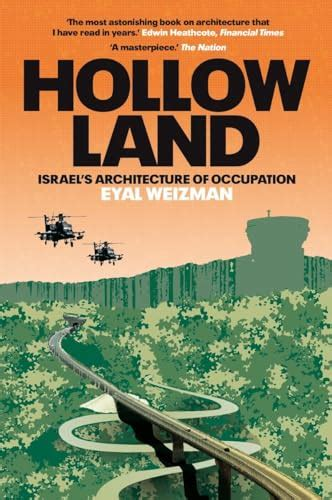 'The most astonishing book on architecture that
I have read in years.' Edwin Heathcote, Financial Times
'A masterpiece.' The Nation
HOLLOW
LAND
ISRAEL'S ARCHITECTURE OF OCCUPATION
EYAL WEIZMAN